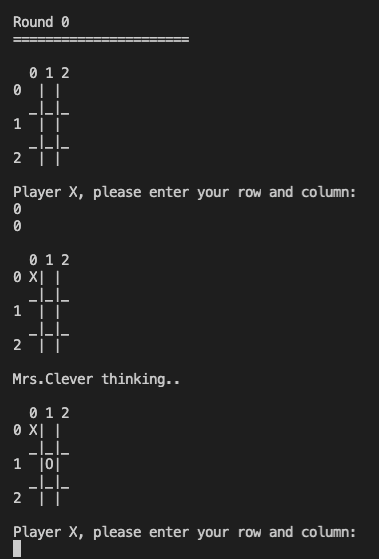 Round 0
======================
  0 1 2
0  | |
  _|_|_
1  | |
  _|_|_
2  | |
Player X, please enter your row and column:
0
0
  0 1 2
0 X| |
  _|_|_
1  | |
  _|_|_
2  | |
Mrs.Clever thinking..
  0 1 2
0 X| |
  _|_|_
1  |O|
  _|_|_
2  | |
Player X, please enter your row and column: